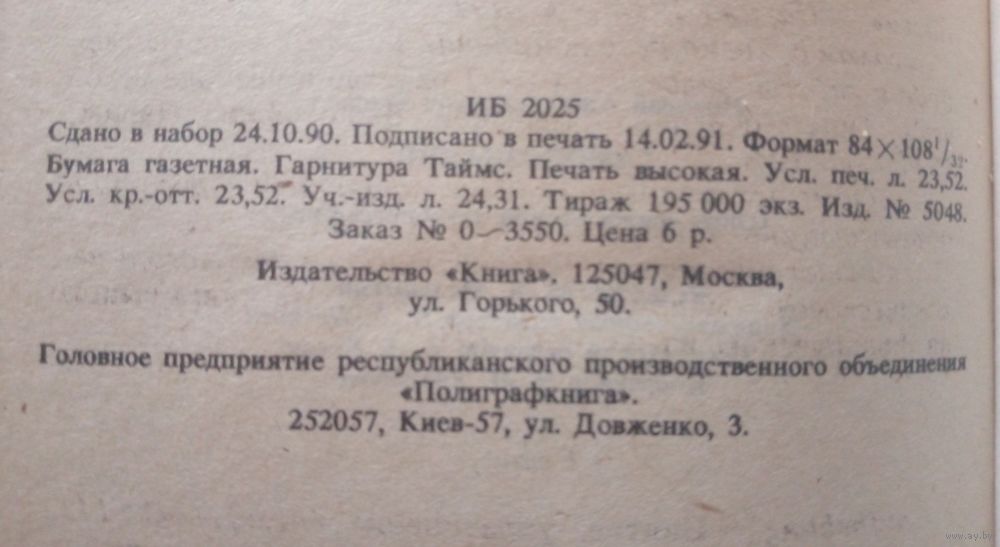 ИБ 2025
Сдано в набор 24.10.90. Подписано в печать 14.02.91. Формат 84×108¹/₃₂.
Бумага газетная. Гарнитура Таймс. Печать высокая. Усл. печ. л. 23,52.
Усл. кр.-отт. 23,52. Уч.-изд. л. 24,31. Тираж 195 000 экз. Изд. № 5048.
Заказ № 0—3550. Цена 6 р.
Издательство «Книга». 125047, Москва,
ул. Горького, 50.
Головное предприятие республиканского производственного объединения
«Полиграфкнига».
252057, Киев-57, ул. Довженко, 3.
www.ay.by